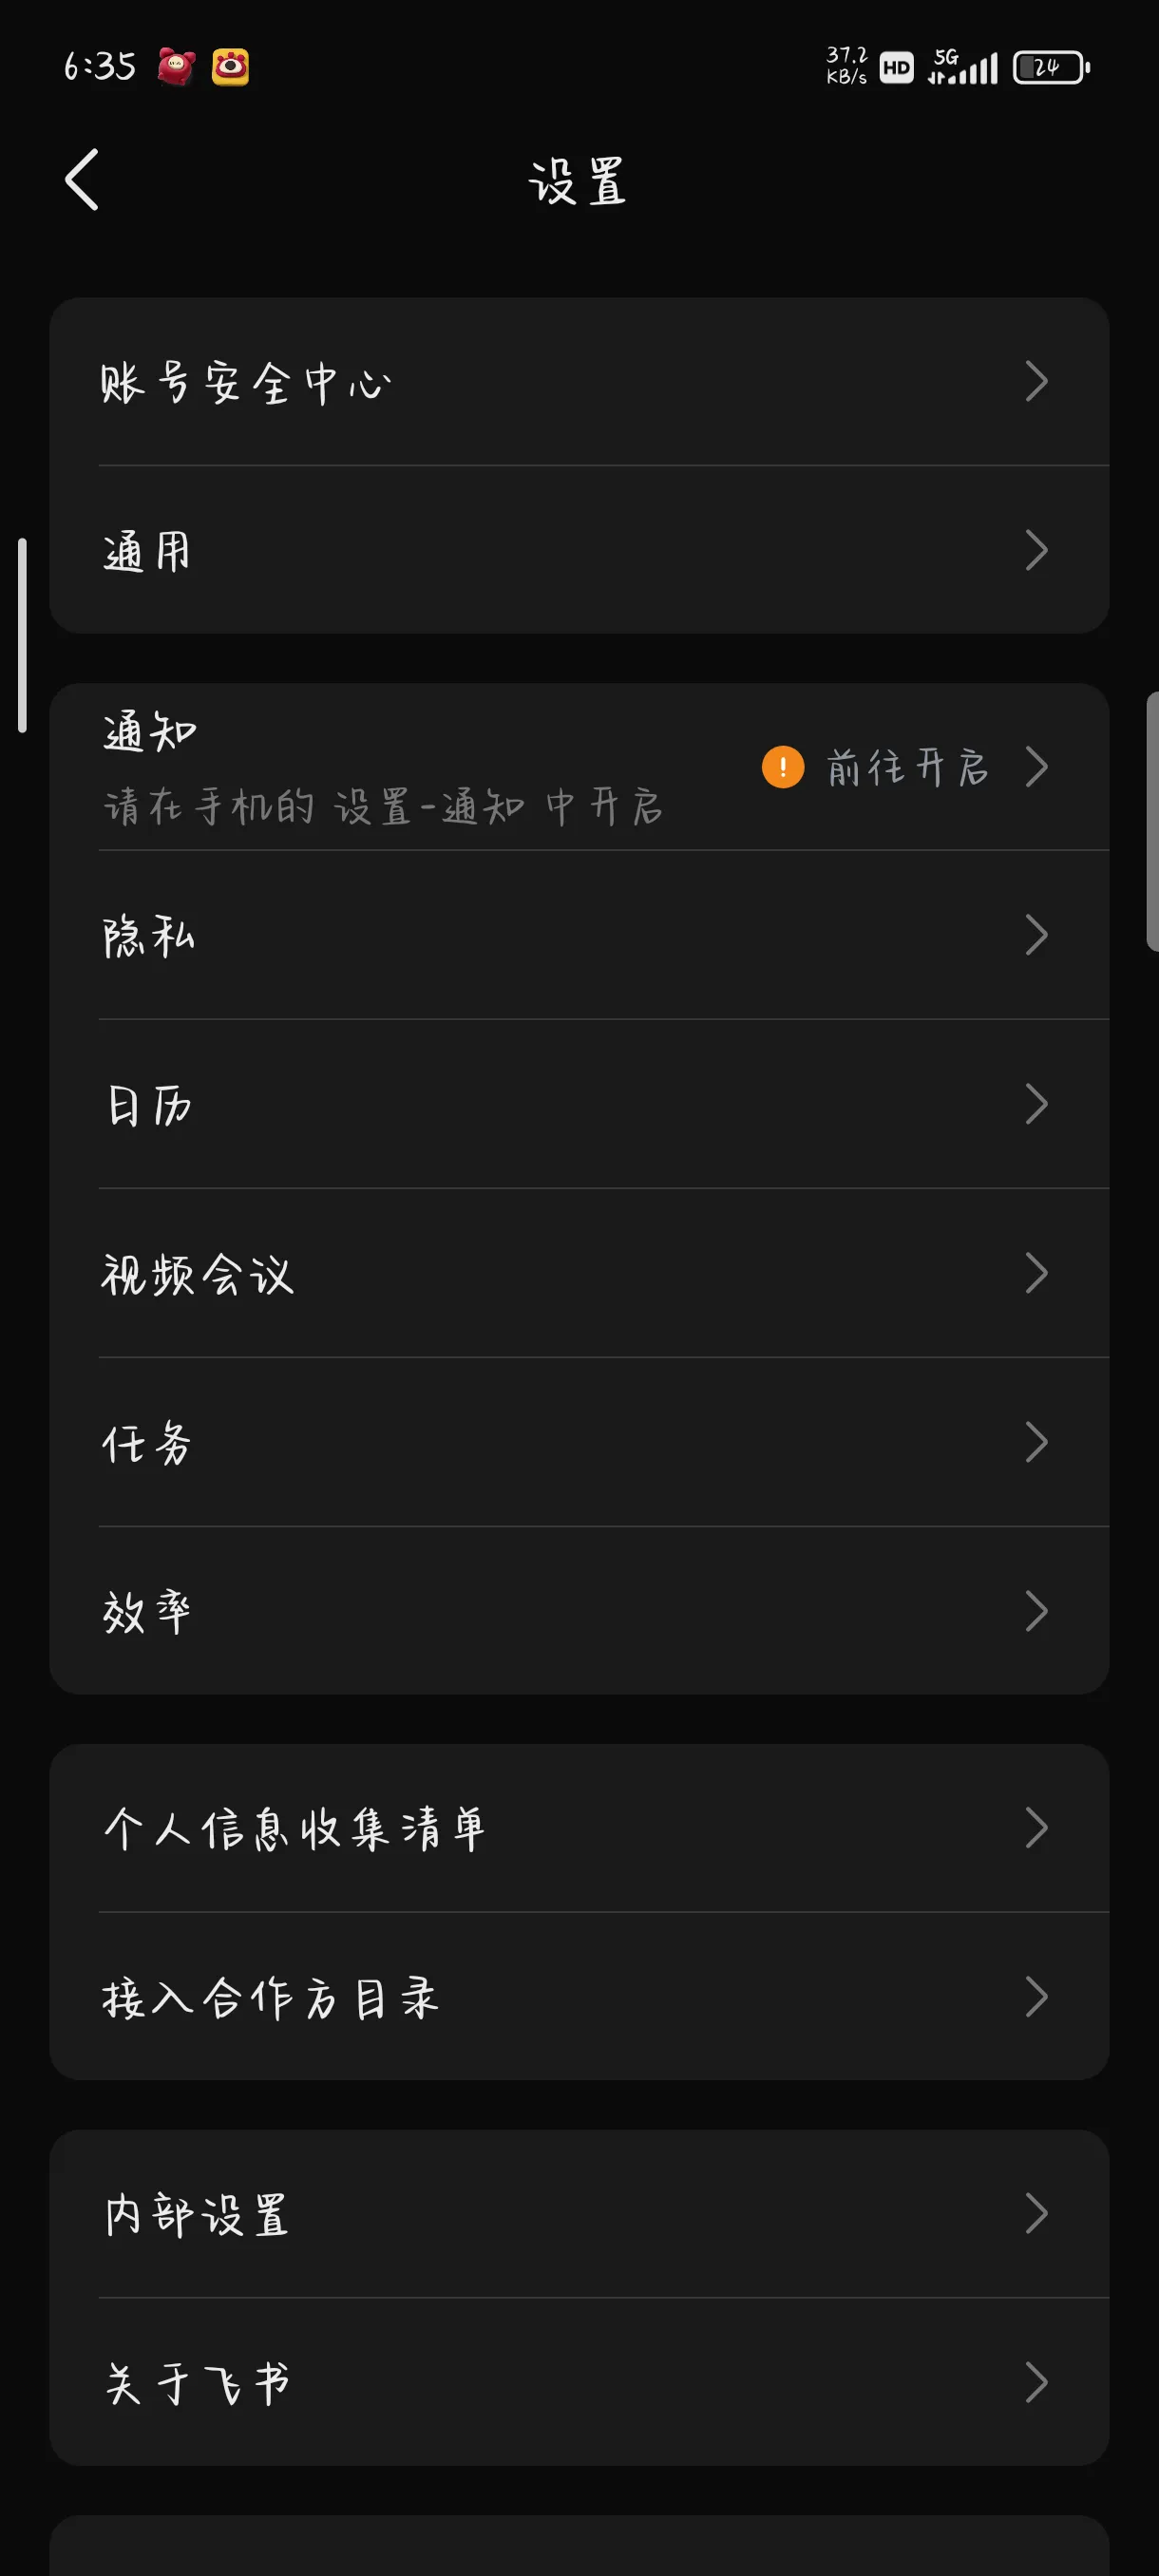 6:35
37.2
KB/s
HD
5G
24
设置
账号安全中心
通用
通知
前往开启
请在手机的 设置-通知 中开启
隐私
日历
视频会议
任务
效率
个人信息收集清单
接入合作方目录
内部设置
关于飞书